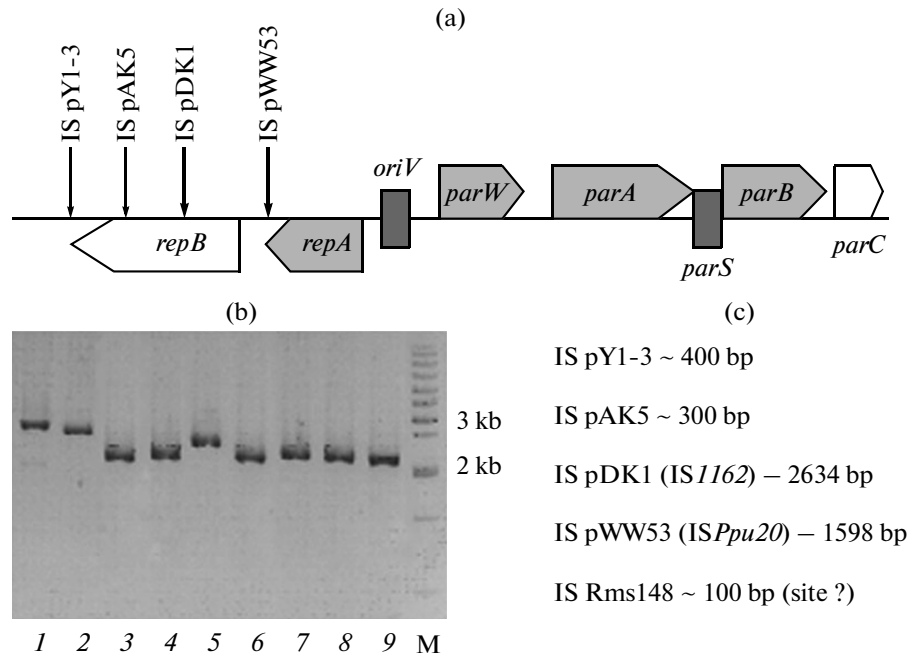 (a)
IS pY1-3
IS pAK5
IS pDK1
IS pWW53
oriV
parW
parA
parB
repB
repA
parS
parC
(b)
3 kb
2 kb
1 2 3 4 5 6 7 8 9 M
(c)
IS pY1-3 ~ 400 bp
IS pAK5 ~ 300 bp
IS pDK1 (IS1162) – 2634 bp
IS pWW53 (ISPpu20) – 1598 bp
IS Rms148 ~ 100 bp (site ?)